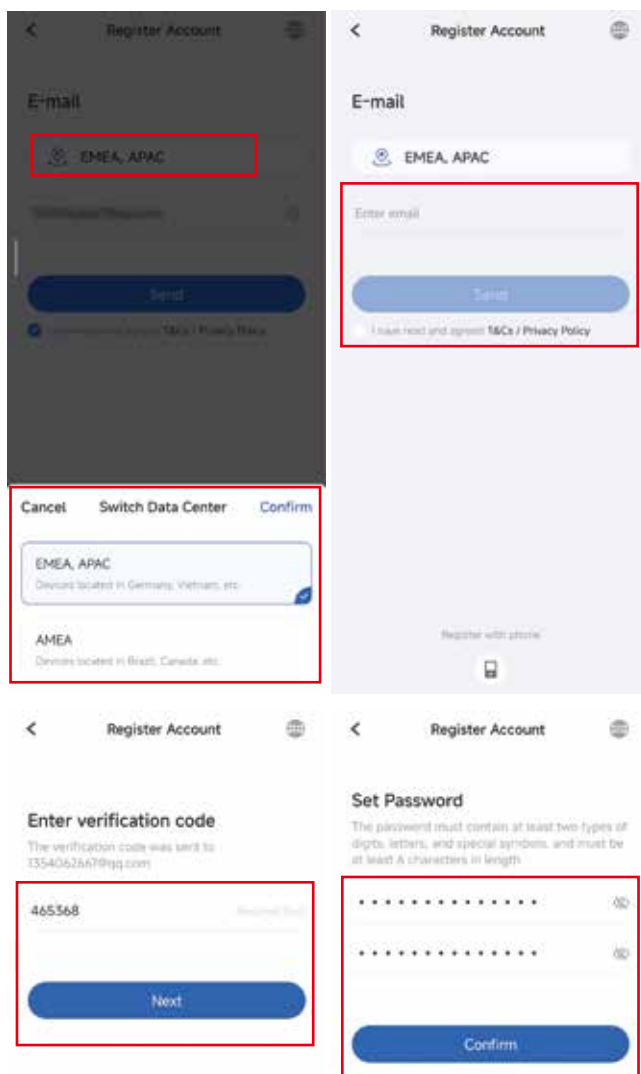 Register Account
E-mail
EMEA, APAC
Send
T&Cs / Privacy Policy
Cancel Switch Data Center Confirm
EMEA, APAC
Devices located in Germany, Vietnam, etc.
AMEA
Devices located in Brazil, Canada, etc.
Register Account
E-mail
EMEA, APAC
Enter email
Send
I have read and agreed T&Cs / Privacy Policy
Register with phone
Register Account
Enter verification code
The verification code was sent to
1354062667@qq.com
465368
Next
Register Account
Set Password
The password must contain at least two types of
digits, letters, and special symbols, and must be
at least 6 characters in length
Confirm